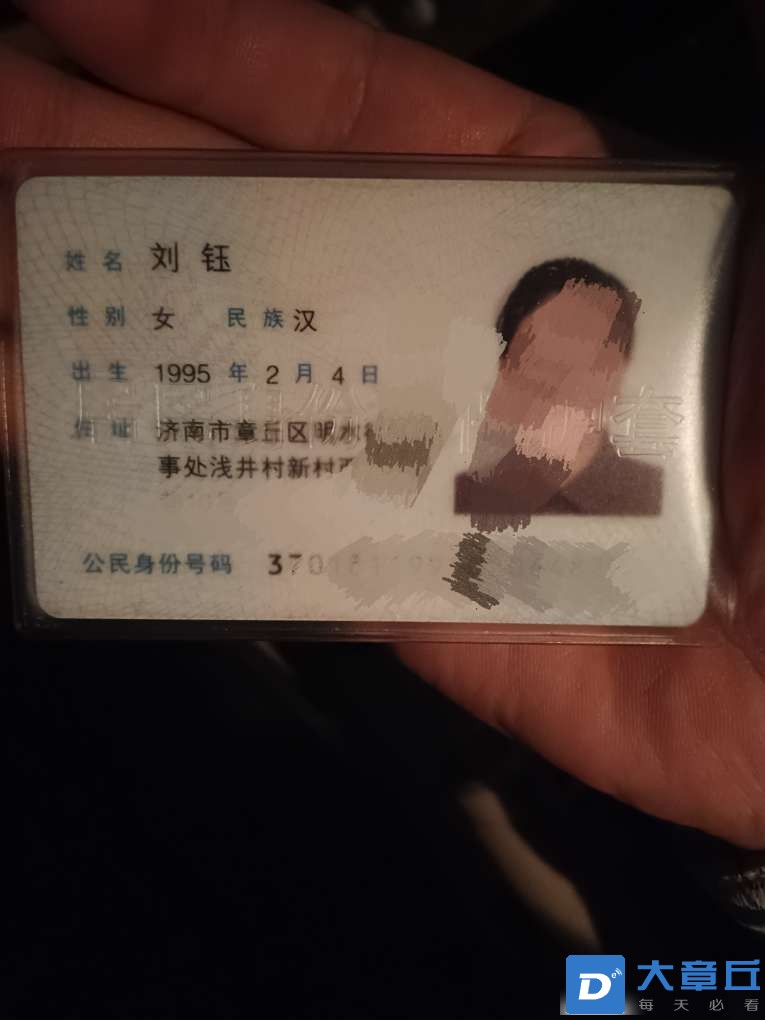 姓名 刘钰
性别 女 民族 汉
出生 1995 年 2 月 4 日
住址 济南市章丘区明水
事处浅井村新村
公民身份号码 370
套
大章丘
每天必看